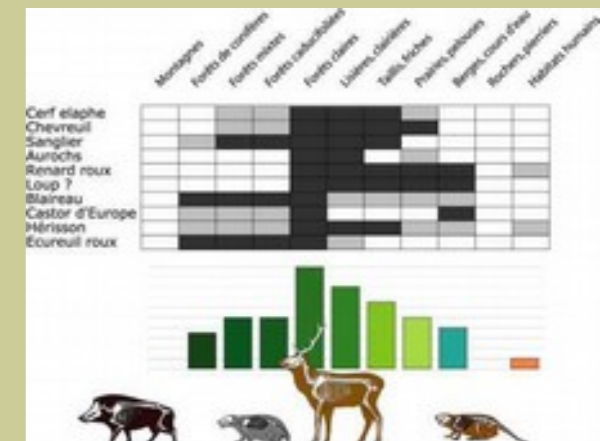 Montagnes
Forêts de conifères
Forêts mixtes
Forêts caducifoliées
Forêts claires
Lisières, clairières
Taillis, friches
Prairies, pelouses
Berges, cours d'eau
Rochers, pierriers
Habitats humains
Cerf elaphe
Chevreuil
Sanglier
Aurochs
Renard roux
Loup ?
Blaireau
Castor d'Europe
Hérisson
Ecureuil roux